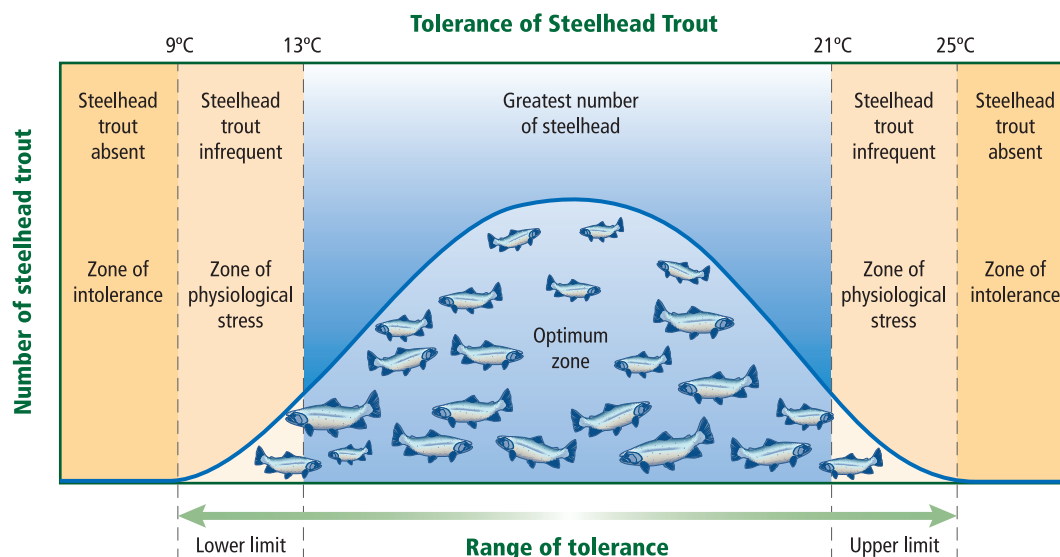 Tolerance of Steelhead Trout
9°C
13°C
21°C
25°C
Number of steelhead trout
Steelhead
trout
absent
Steelhead
trout
infrequent
Greatest number
of steelhead
Steelhead
trout
infrequent
Steelhead
trout
absent
Zone of
intolerance
Zone of
physiological
stress
Optimum
zone
Zone of
physiological
stress
Zone of
intolerance
Lower limit
Range of tolerance
Upper limit